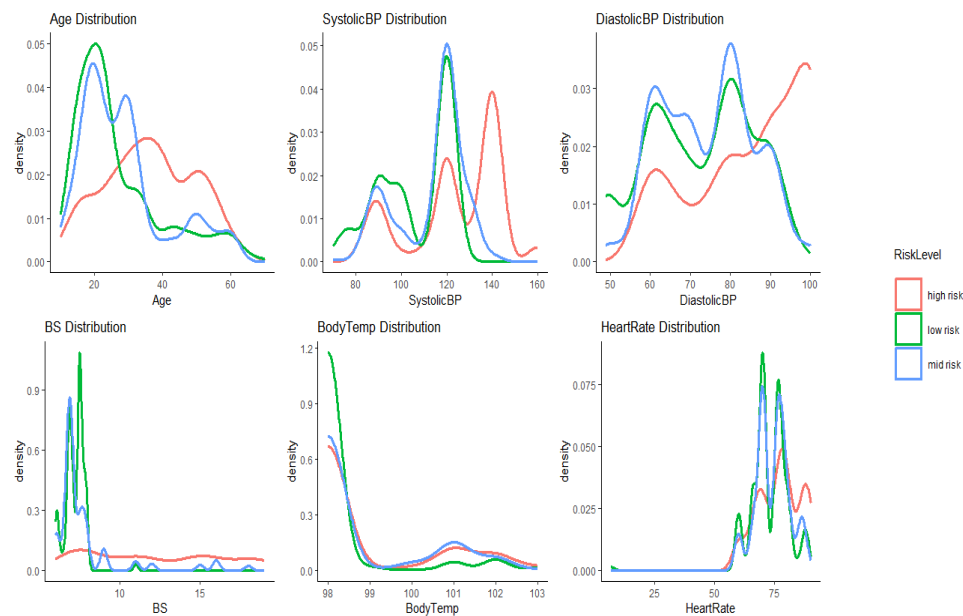 Age Distribution
density
0.05
0.04
0.03
0.02
0.01
0.00
20
40
60
Age
SystolicBP Distribution
density
0.05
0.04
0.03
0.02
0.01
0.00
80
100
120
140
160
SystolicBP
DiastolicBP Distribution
density
0.03
0.02
0.01
0.00
50
60
70
80
90
100
DiastolicBP
RiskLevel
high risk
low risk
mid risk
BS Distribution
density
0.9
0.6
0.3
0.0
10
15
BS
BodyTemp Distribution
density
1.2
0.9
0.6
0.3
0.0
98
99
100
101
102
103
BodyTemp
HeartRate Distribution
density
0.075
0.050
0.025
0.000
25
50
75
HeartRate